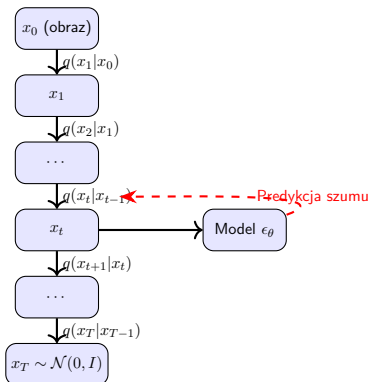 x_0 (obraz)
q(x_1|x_0)
x_1
q(x_2|x_1)
...
q(x_t|x_{t-1})
Predykcja szumu
x_t
Model ϵ_θ
q(x_{t+1}|x_t)
...
q(x_T|x_{T-1})
x_T ∼ 𝒩(0, I)